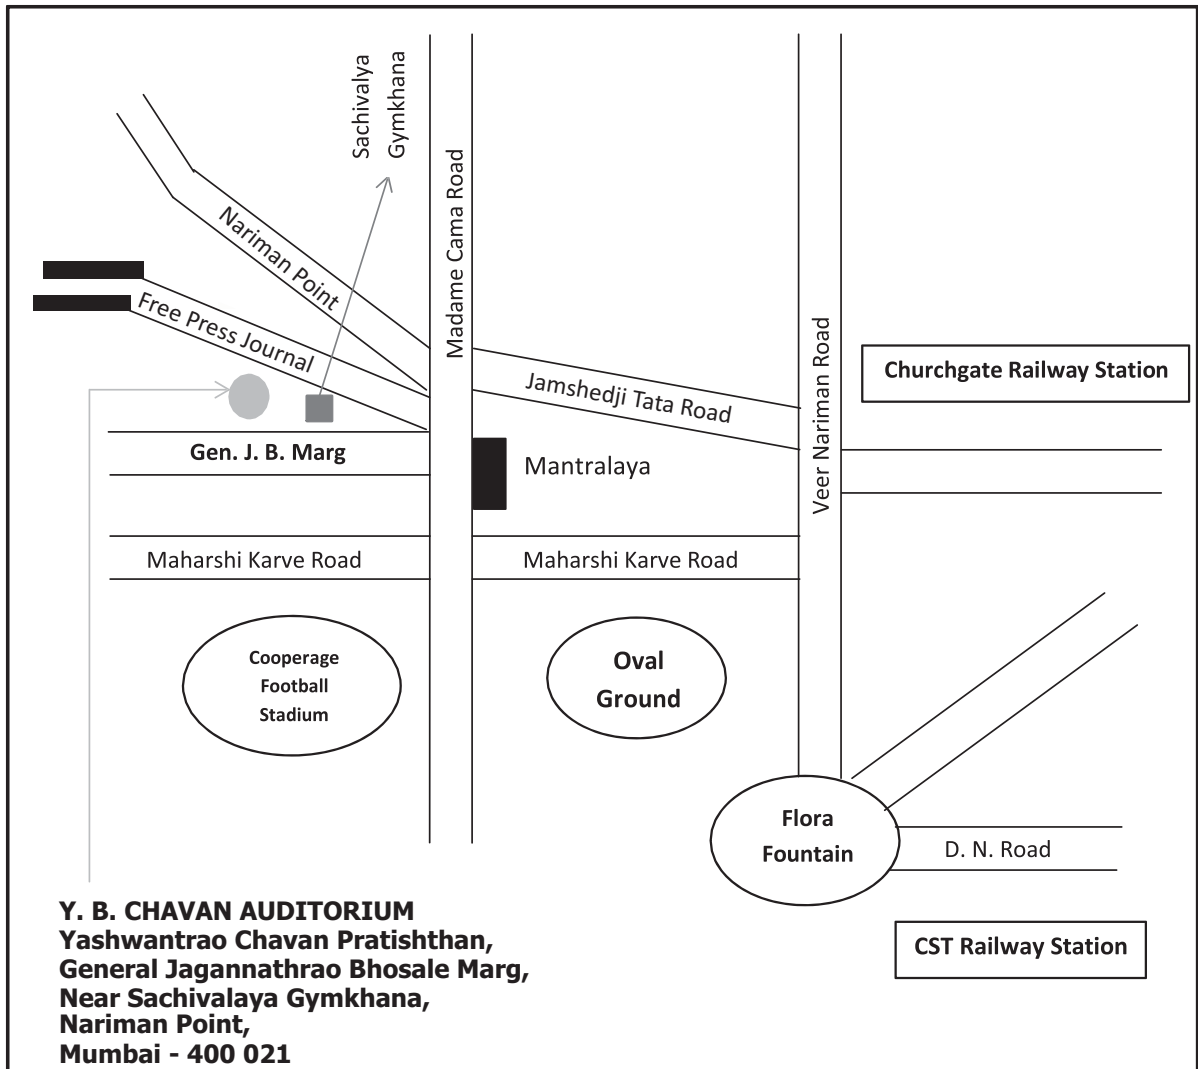 Sachivalya
Gymkhana
Madame Cama Road
Nariman Point
Free Press Journal
Jamshedji Tata Road
Veer Nariman Road
Churchgate Railway Station
Gen. J. B. Marg
Mantralaya
Maharshi Karve Road
Maharshi Karve Road
Cooperage
Football
Stadium
Oval
Ground
Flora
Fountain
D. N. Road
CST Railway Station
Y. B. CHAVAN AUDITORIUM
Yashwantrao Chavan Pratishthan,
General Jagannathrao Bhosale Marg,
Near Sachivalaya Gymkhana,
Nariman Point,
Mumbai - 400 021